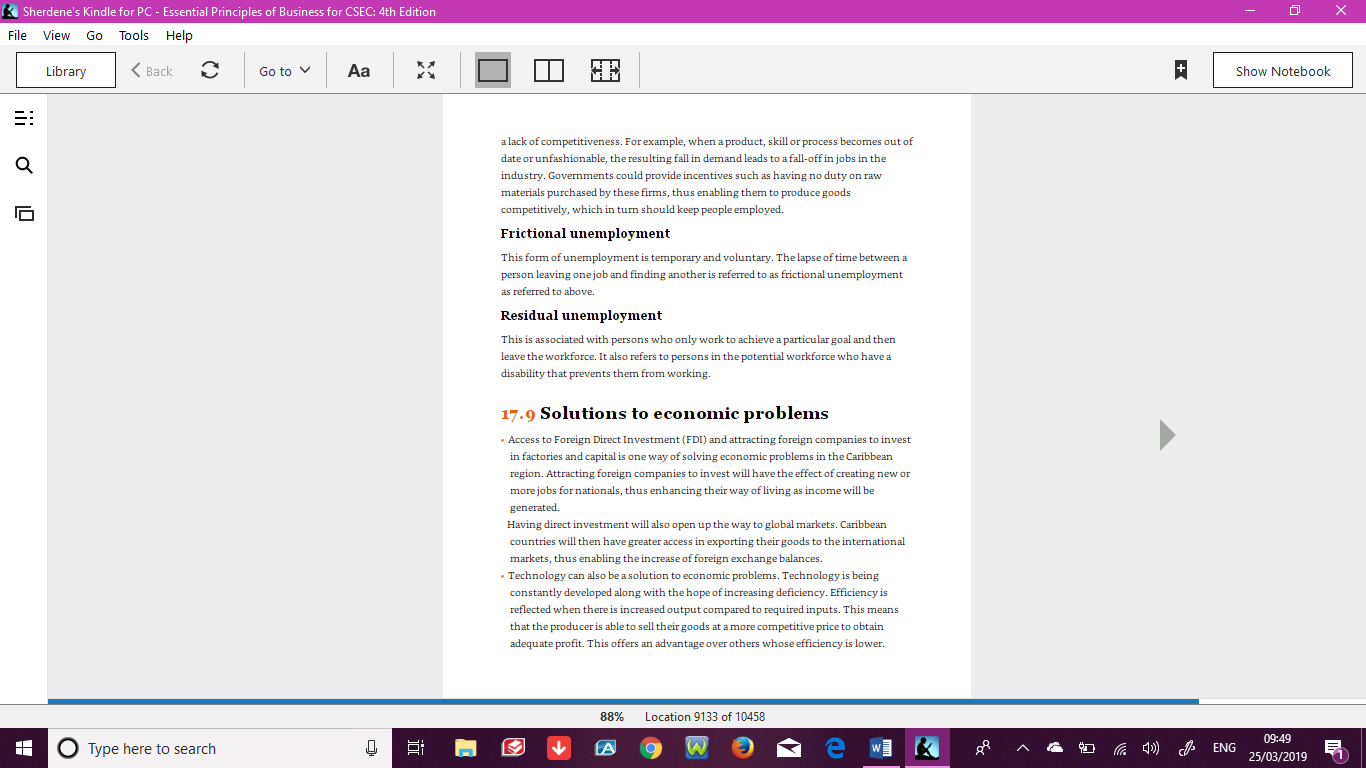 Sherdene's Kindle for PC - Essential Principles of Business for CSEC: 4th Edition
File View Go Tools Help
Library Back Go to Aa Show Notebook
a lack of competitiveness. For example, when a product, skill or process becomes out of
date or unfashionable, the resulting fall in demand leads to a fall-off in jobs in the
industry. Governments could provide incentives such as having no duty on raw
materials purchased by these firms, thus enabling them to produce goods
competitively, which in turn should keep people employed.
Frictional unemployment
This form of unemployment is temporary and voluntary. The lapse of time between a
person leaving one job and finding another is referred to as frictional unemployment
as referred to above.
Residual unemployment
This is associated with persons who only work to achieve a particular goal and then
leave the workforce. It also refers to persons in the potential workforce who have a
disability that prevents them from working.
17.9 Solutions to economic problems
• Access to Foreign Direct Investment (FDI) and attracting foreign companies to invest
in factories and capital is one way of solving economic problems in the Caribbean
region. Attracting foreign companies to invest will have the effect of creating new or
more jobs for nationals, thus enhancing their way of living as income will be
generated.
Having direct investment will also open up the way to global markets. Caribbean
countries will then have greater access in exporting their goods to the international
markets, thus enabling the increase of foreign exchange balances.
• Technology can also be a solution to economic problems. Technology is being
constantly developed along with the hope of increasing deficiency. Efficiency is
reflected when there is increased output compared to required inputs. This means
that the producer is able to sell their goods at a more competitive price to obtain
adequate profit. This offers an advantage over others whose efficiency is lower.
88% Location 9133 of 10458
Type here to search
ENG
09:49
25/03/2019
1